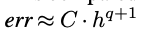 err ≈ C · h^{q+1}